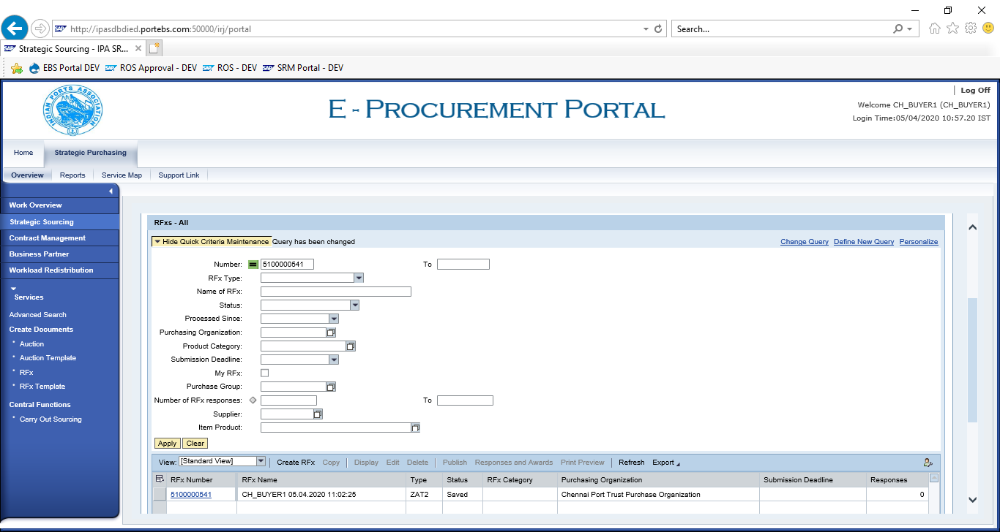 http://ipasdbdied.portebs.com:50000/irj/portal
Search...
Strategic Sourcing - IPA SR...
EBS Portal DEV ROS Approval - DEV ROS - DEV SRM Portal - DEV
INDIAN PORTS ASSOCIATION
E - PROCUREMENT PORTAL
Log Off
Welcome CH_BUYER1 (CH_BUYER1)
Login Time:05/04/2020 10:57.20 IST
Home Strategic Purchasing
Overview Reports Service Map Support Link
Work Overview
Strategic Sourcing
Contract Management
Business Partner
Workload Redistribution
Services
Advanced Search
Create Documents
Auction
Auction Template
RFx
RFx Template
Central Functions
Carry Out Sourcing
RFxs - All
Hide Quick Criteria Maintenance Query has been changed Change Query Define New Query Personalize
Number: 5100000541 To
RFx Type:
Name of RFx:
Status:
Processed Since:
Purchasing Organization:
Product Category:
Submission Deadline:
My RFx:
Purchase Group:
Number of RFx responses: To
Supplier:
Item Product:
Apply Clear
View: [Standard View] Create RFx Copy Display Edit Delete Publish Responses and Awards Print Preview Refresh Export
RFx Number RFx Name Type Status RFx Category Purchasing Organization Submission Deadline Responses
5100000541 CH_BUYER1 05.04.2020 11:02:25 ZAT2 Saved Chennai Port Trust Purchase Organization 0